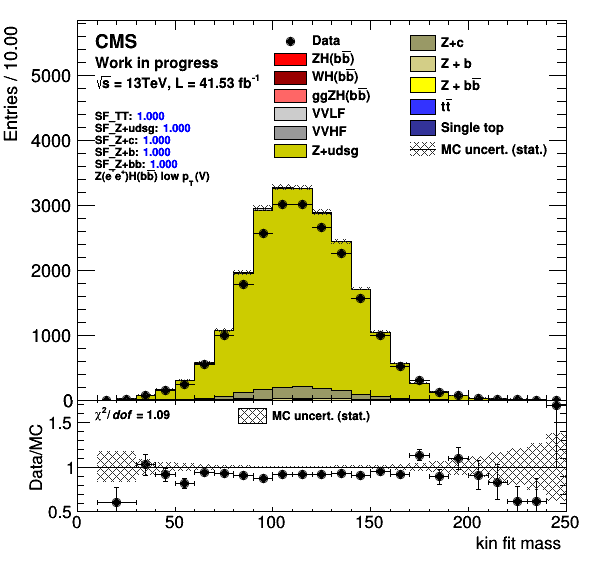 CMS
Work in progress
√s = 13TeV, L = 41.53 fb⁻¹
SF_TT: 1.000
SF_Z+udsg: 1.000
SF_Z+c: 1.000
SF_Z+b: 1.000
SF_Z+bb: 1.000
Z(e⁻e⁺)H(bb̅) low p_T(V)
Data
ZH(bb̅)
WH(bb̅)
ggZH(bb̅)
VVLF
VVHF
Z+udsg
Z+c
Z + b
Z + bb̅
tt̅
Single top
MC uncert. (stat.)
Entries / 10.00
5000
4000
3000
2000
1000
0
χ²/dof = 1.09
MC uncert. (stat.)
Data/MC
1.5
1
0.5
0
50
100
150
200
250
kin fit mass